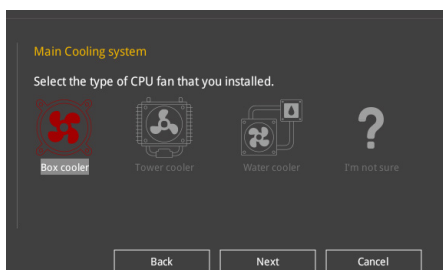 Main Cooling system
Select the type of CPU fan that you installed.
Box cooler Tower cooler Water cooler I'm not sure
Back Next Cancel